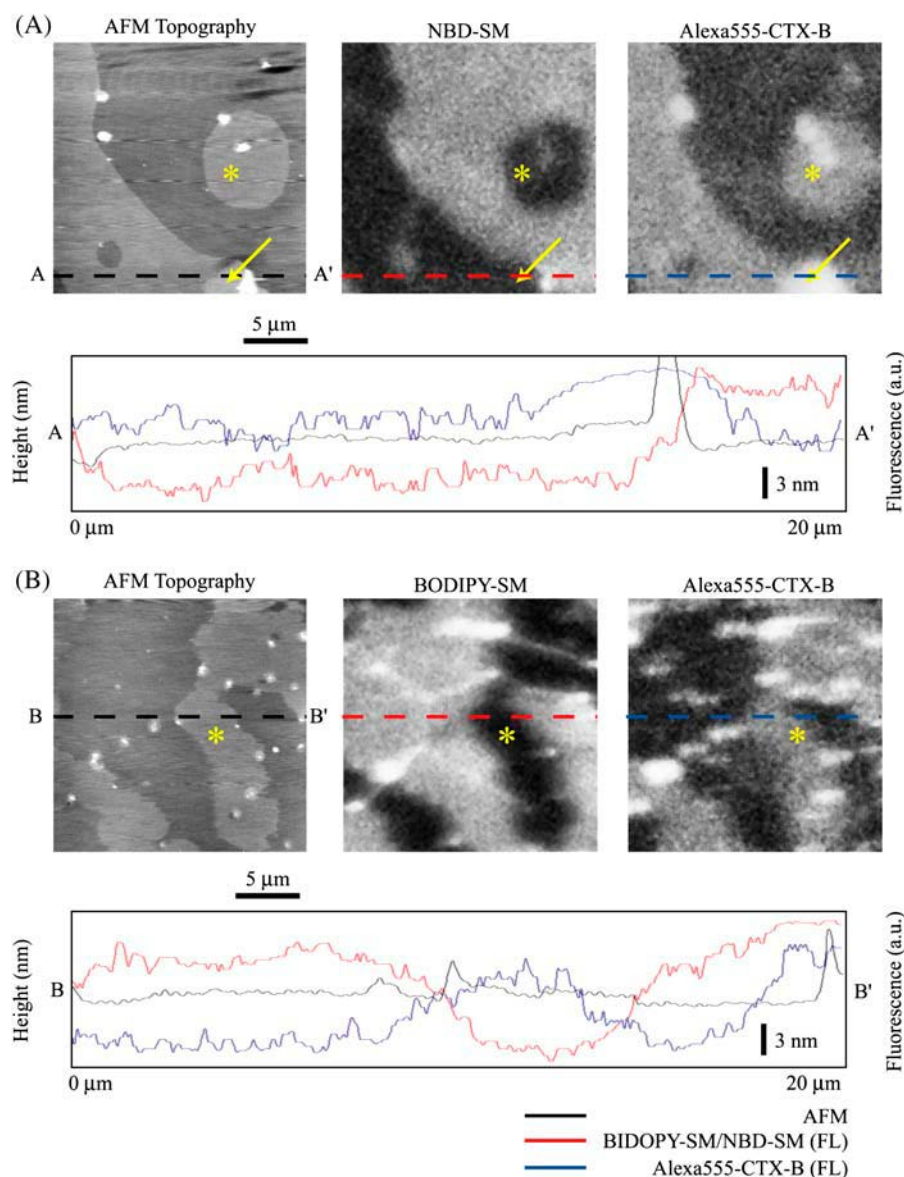 (A)
AFM Topography NBD-SM Alexa555-CTX-B
* * *
A A'
5 μm
Height (nm) A A' Fluorescence (a.u.)
3 nm
0 μm 20 μm
(B)
AFM Topography BODIPY-SM Alexa555-CTX-B
B B'
* * *
5 μm
Height (nm) B B' Fluorescence (a.u.)
3 nm
0 μm 20 μm
AFM
BIDOPY-SM/NBD-SM (FL)
Alexa555-CTX-B (FL)